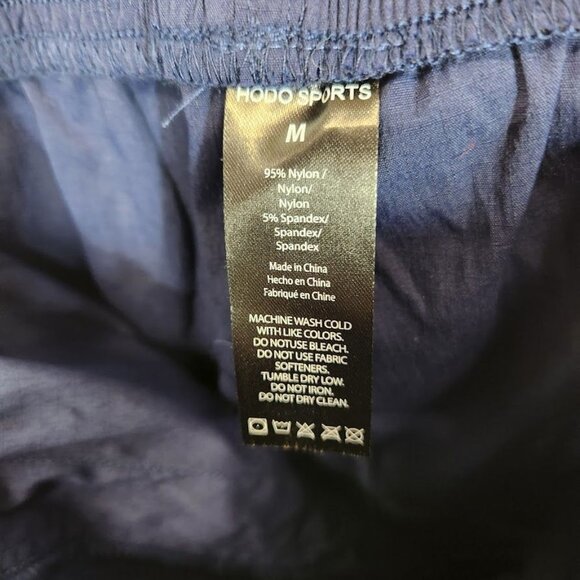 HODO SPORTS
M
95% Nylon /
Nylon/
Nylon
5% Spandex/
Spandex/
Spandex
Made in China
Hecho en China
Fabriqué en Chine
MACHINE WASH COLD
WITH LIKE COLORS.
DO NOTUSE BLEACH.
DO NOT USE FABRIC
SOFTENERS.
TUMBLE DRY LOW.
DO NOT IRON.
DO NOT DRY CLEAN.